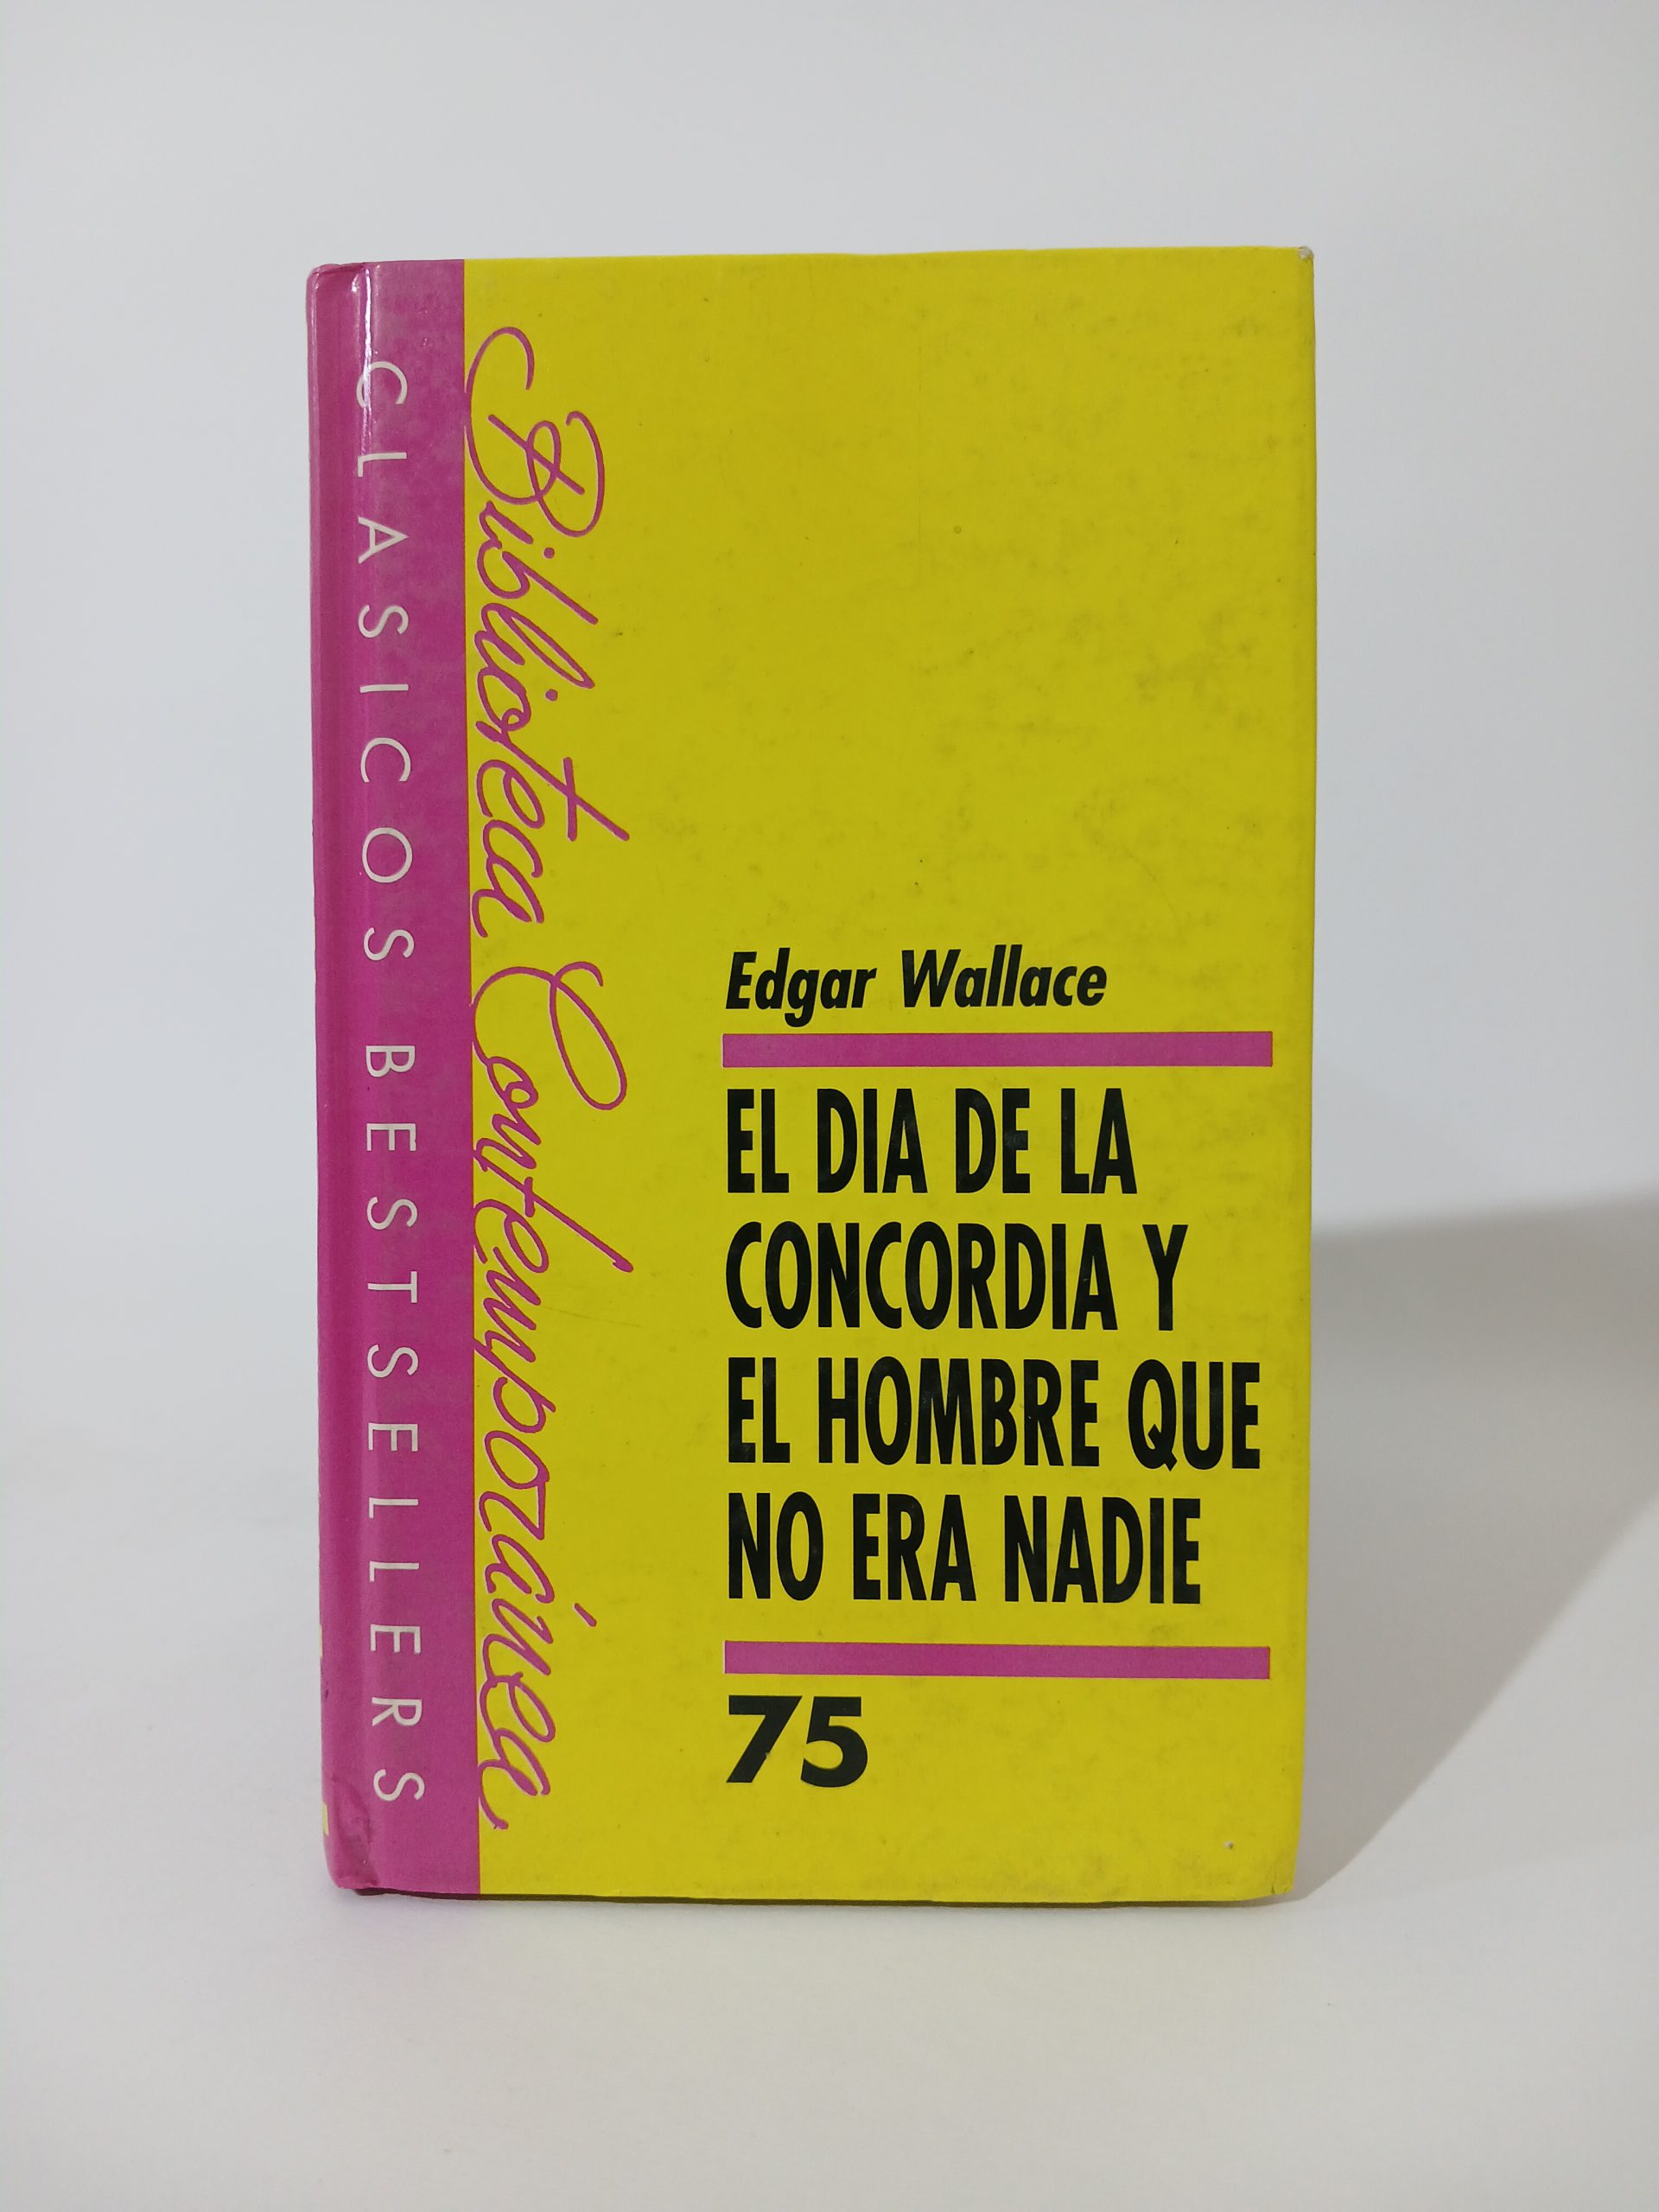 CLASICOS BESTSELLERS
Biblioteca Contemporánea
Edgar Wallace
EL DIA DE LA
CONCORDIA Y
EL HOMBRE QUE
NO ERA NADIE
75